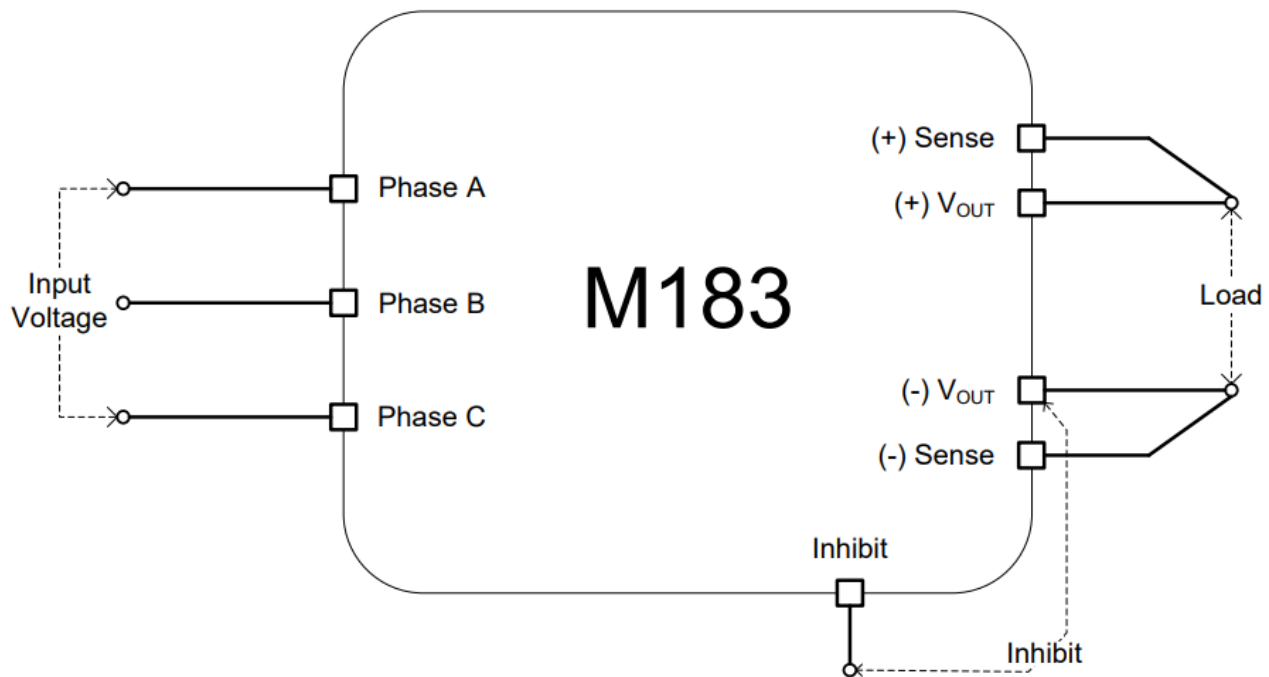 (+) Sense
Phase A
(+) VOUT
Input
Voltage
M183
Load
Phase B
(-) VOUT
Phase C
(-) Sense
Inhibit
Inhibit